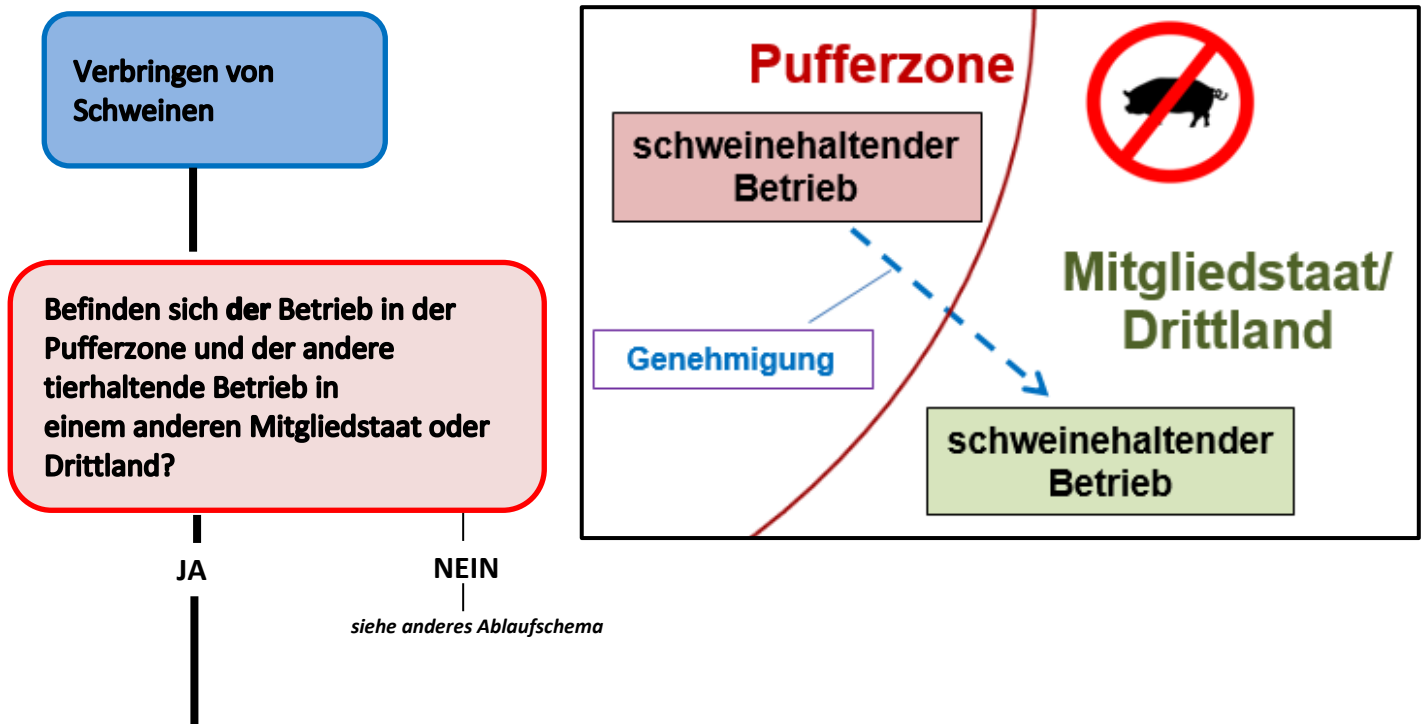 Verbringen von
Schweinen
Befinden sich der Betrieb in der
Pufferzone und der andere
tierhaltende Betrieb in
einem anderen Mitgliedstaat oder
Drittland?
JA
NEIN
siehe anderes Ablaufschema
Pufferzone
schweinehaltender
Betrieb
Genehmigung
Mitgliedstaat/
Drittland
schweinehaltender
Betrieb